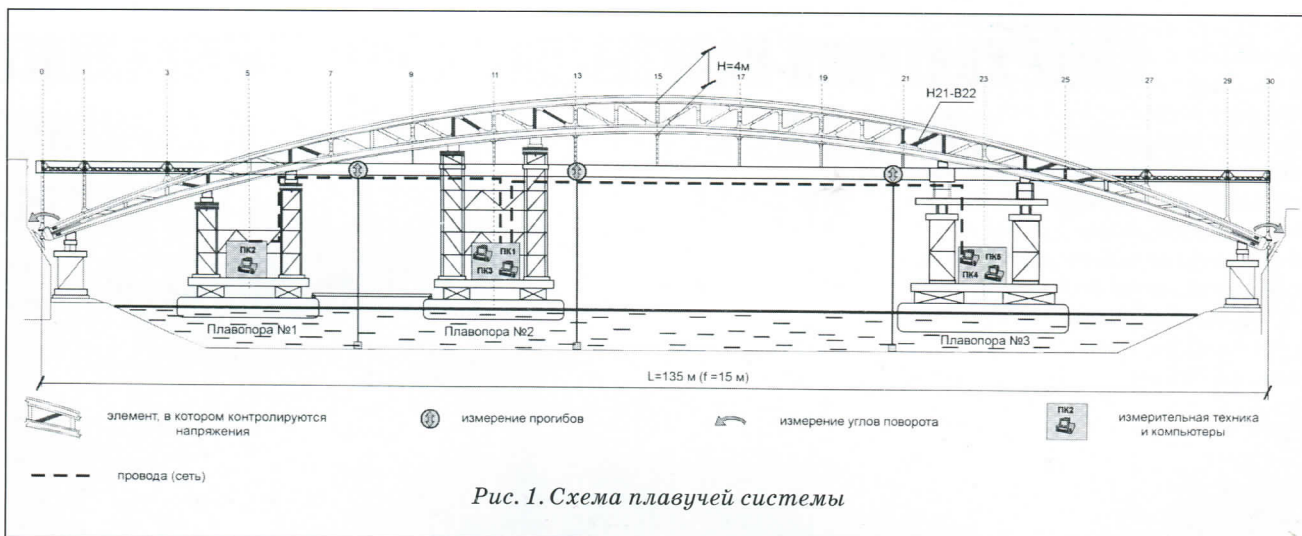 H=4м
0 1 3 5 7 9 11 13 15 17 19 21 23 25 27 29 30
Н21-В22
ПК2
ПК1
ПК3
ПК5
ПК4
Плавопора №1
Плавопора №2
Плавопора №3
L=135 м (f =15 м)
элемент, в котором контролируются
напряжения
измерение прогибов
измерение углов поворота
ПК2
измерительная техника
и компьютеры
провода (сеть)
Рис. 1. Схема плавучей системы